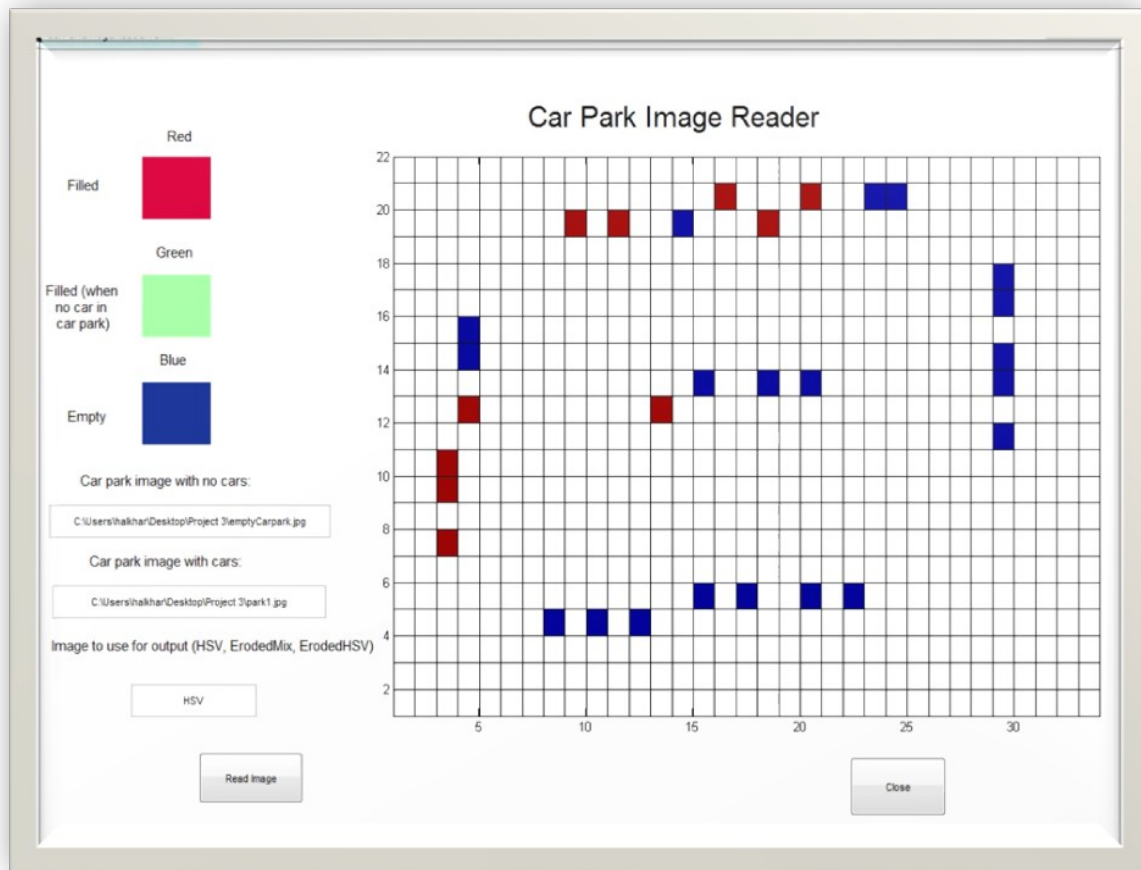 Car Park Image Reader
Red
Filled
Green
Filled (when
no car in
car park)
Blue
Empty
Car park image with no cars:
C:\Users\halkhar\Desktop\Project 3\emptyCarpark.jpg
Car park image with cars:
C:\Users\halkhar\Desktop\Project 3\park1.jpg
Image to use for output (HSV, ErodedMix, ErodedHSV)
HSV
Read Image
22
20
18
16
14
12
10
8
6
4
2
5 10 15 20 25 30
Close